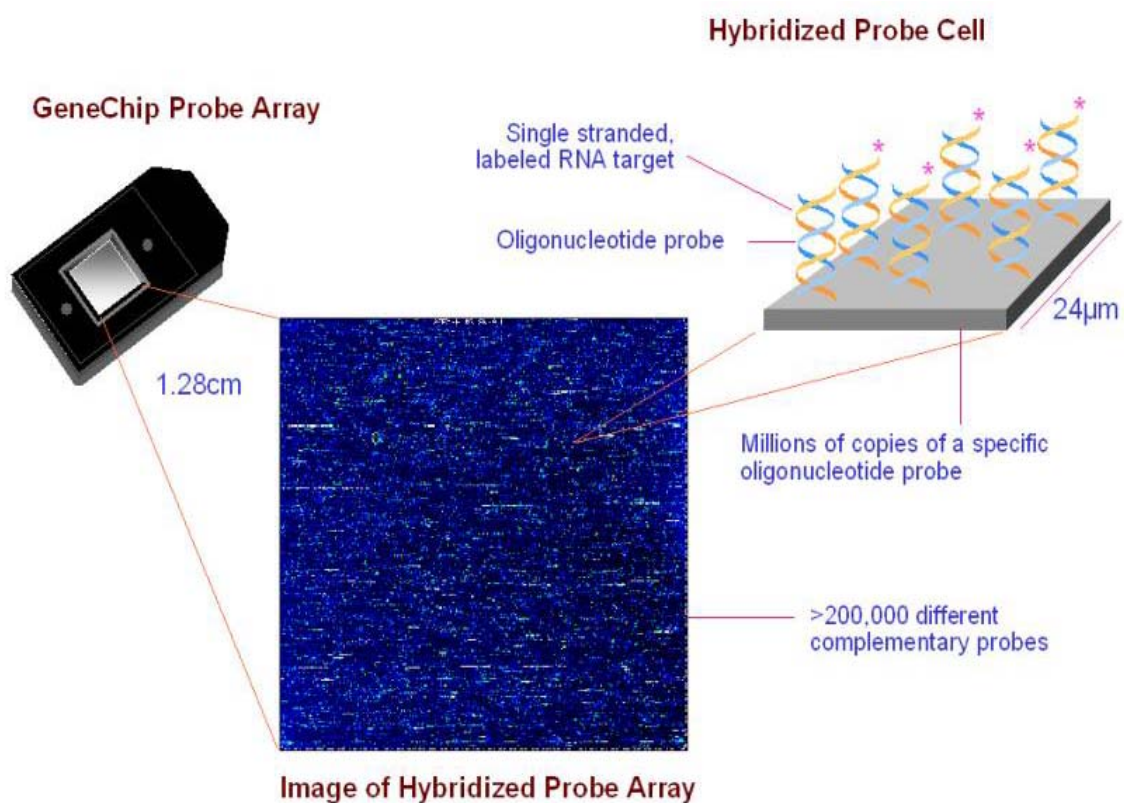 Hybridized Probe Cell
GeneChip Probe Array
Single stranded,
labeled RNA target
Oligonucleotide probe
* * * * * *
24µm
1.28cm
Millions of copies of a specific
oligonucleotide probe
>200,000 different
complementary probes
Image of Hybridized Probe Array